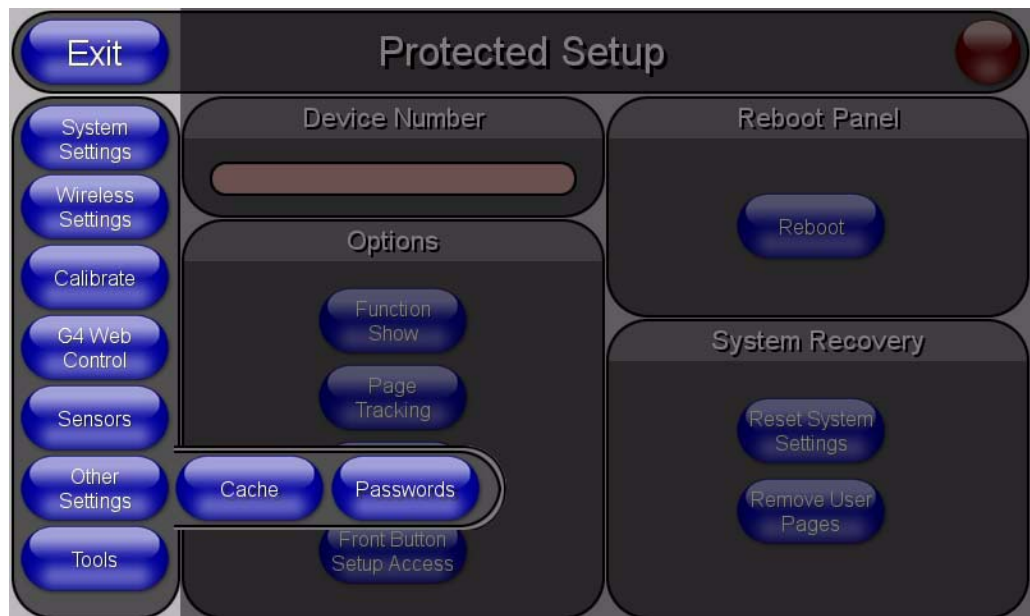 Exit
Protected Setup
System
Settings
Wireless
Settings
Calibrate
G4 Web
Control
Sensors
Other
Settings
Tools
Cache
Passwords
Device Number
Options
Function
Show
Page
Tracking
Front Button
Setup Access
Reboot Panel
Reboot
System Recovery
Reset System
Settings
Remove User
Pages